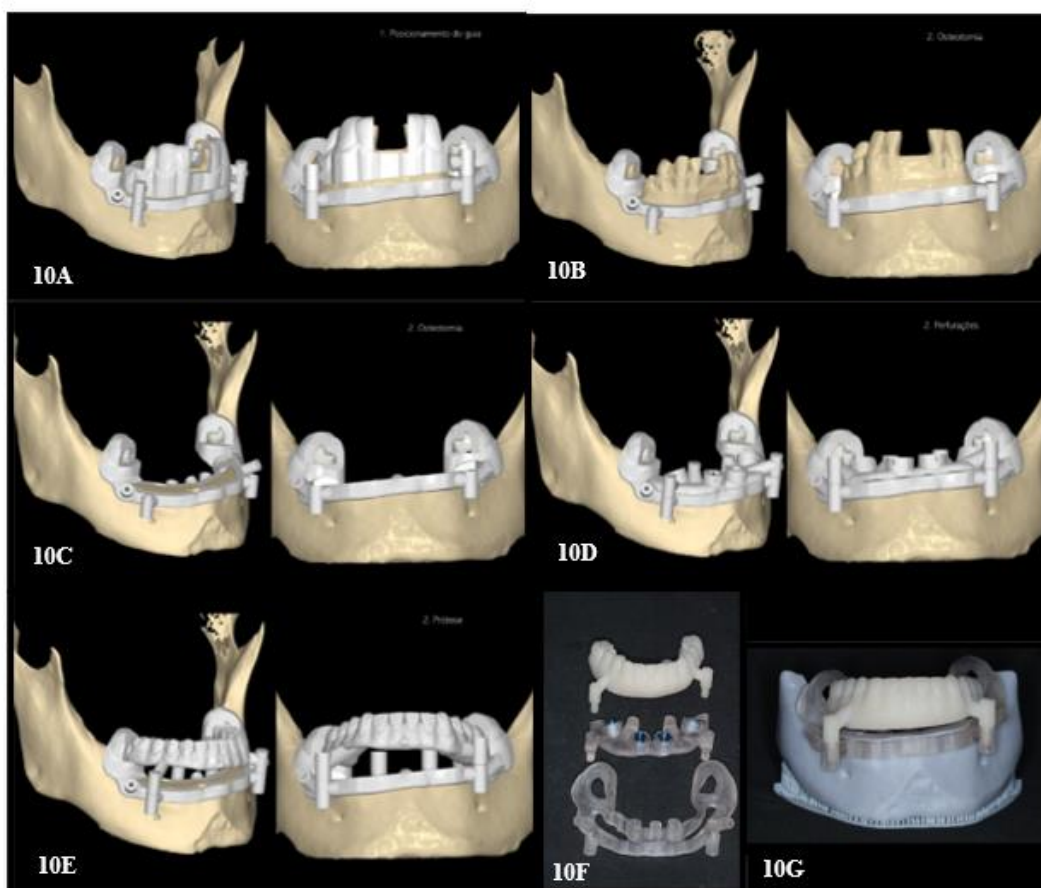 1. Posicionamento do guia
10A
2. Osteotomia
10B
2. Osteotomia
10C
2. Perfurações
10D
2. Prótese
10E
10F
10G